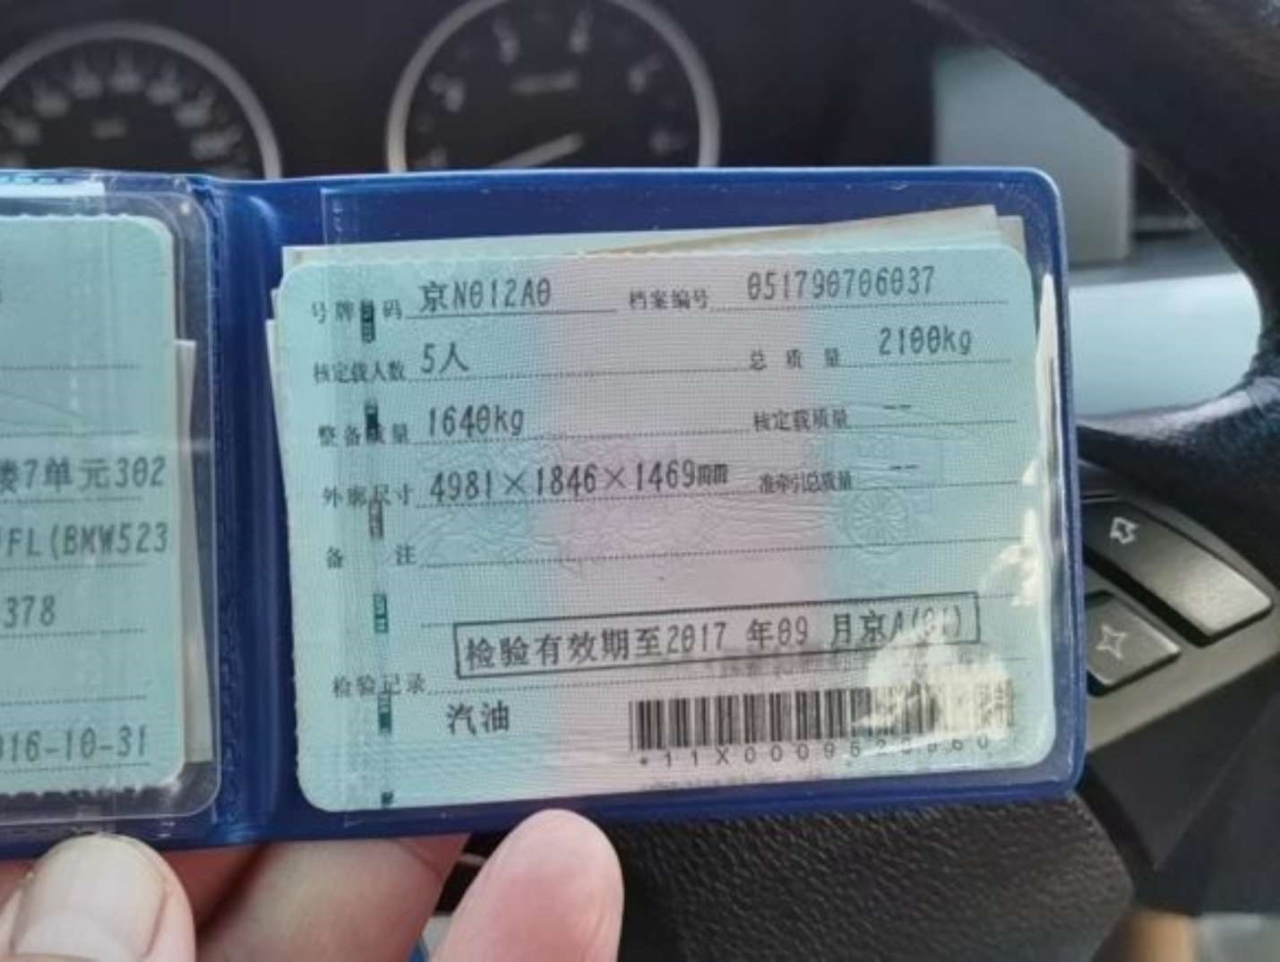 楼7单元302
FL(BMW523
378
016-10-31
号牌号码 京N012A0 档案编号 051790706037
核定载人数 5人 总质量 2100kg
整备质量 1640kg 核定载质量 --
外廓尺寸 4981×1846×1469mm 准牵引总质量 --
备注
检验有效期至2017 年09 月京A(01)
检验记录
汽油